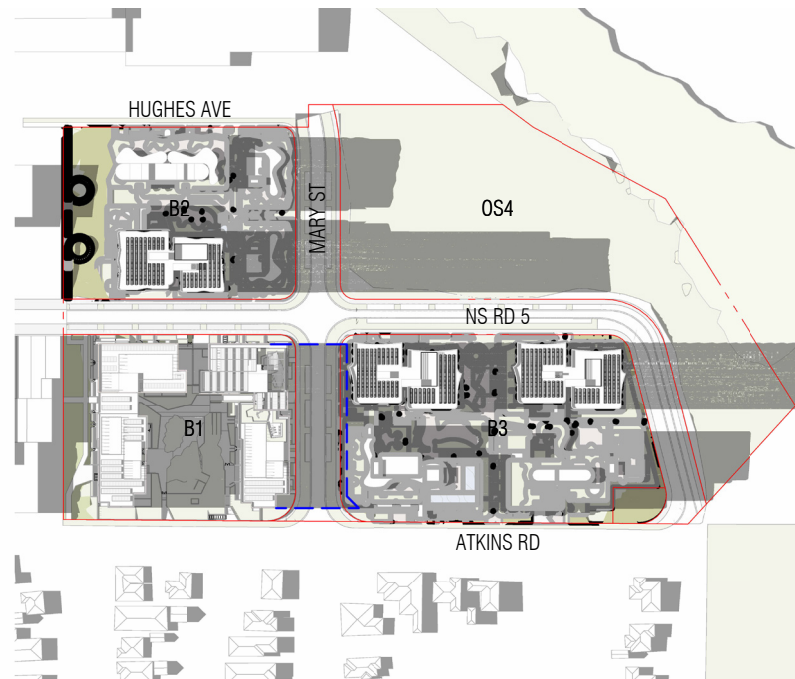 HUGHES AVE
B2
MARY ST
OS4
NS RD 5
B1
B3
ATKINS RD